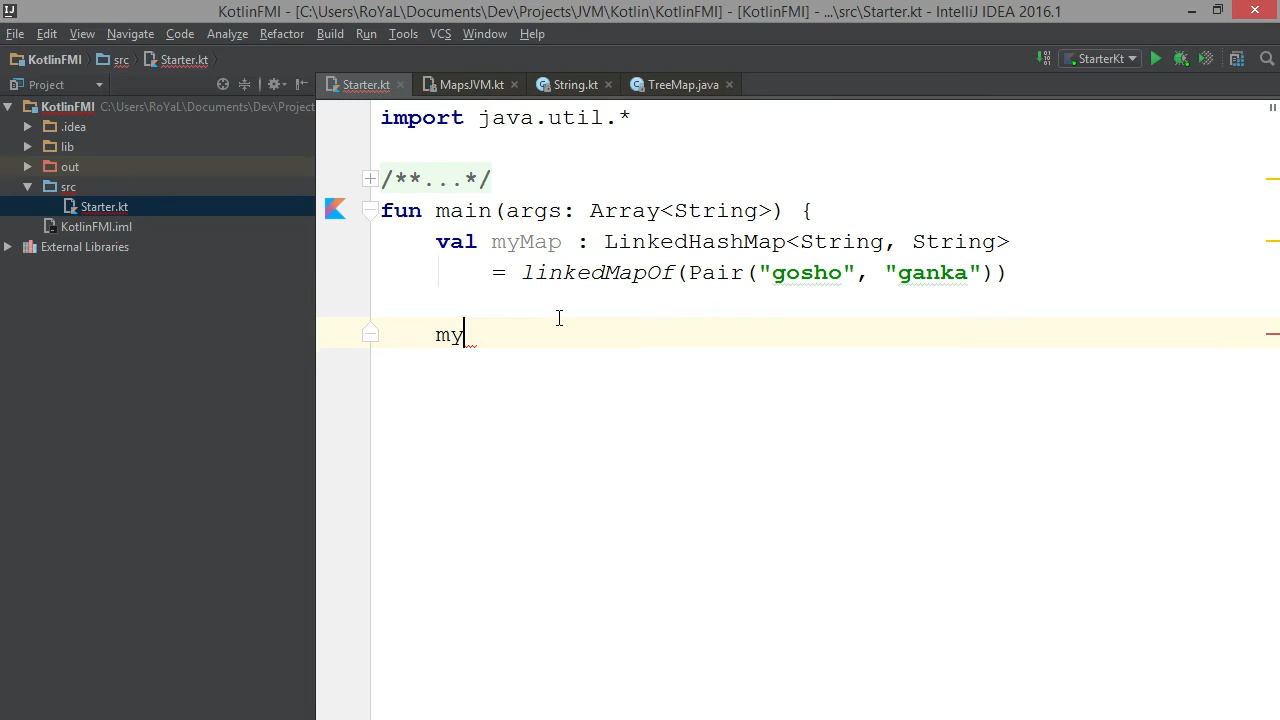 KotlinFMI - [C:\Users\RoYaL\Documents\Dev\Projects\JVM\Kotlin\KotlinFMI] - [KotlinFMI] - ...\src\Starter.kt - IntelliJ IDEA 2016.1
File Edit View Navigate Code Analyze Refactor Build Run Tools VCS Window Help
KotlinFMI src Starter.kt StarterKt
Project Starter.kt MapsJVM.kt String.kt TreeMap.java
KotlinFMI C:\Users\RoYaL\Documents\Dev\Project
.idea
lib
out
src
Starter.kt
KotlinFMI.iml
External Libraries
import java.util.*
/**...*/
fun main(args: Array<String>) {
val myMap : LinkedHashMap<String, String>
= linkedMapOf(Pair("gosho", "ganka"))
my